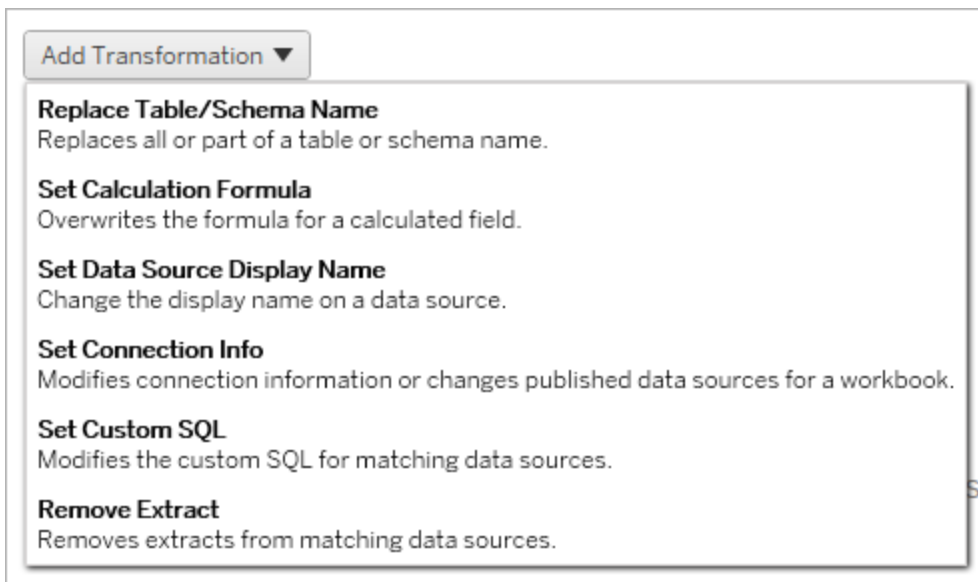 Add Transformation ▼
Replace Table/Schema Name
Replaces all or part of a table or schema name.
Set Calculation Formula
Overwrites the formula for a calculated field.
Set Data Source Display Name
Change the display name on a data source.
Set Connection Info
Modifies connection information or changes published data sources for a workbook.
Set Custom SQL
Modifies the custom SQL for matching data sources.
Remove Extract
Removes extracts from matching data sources.